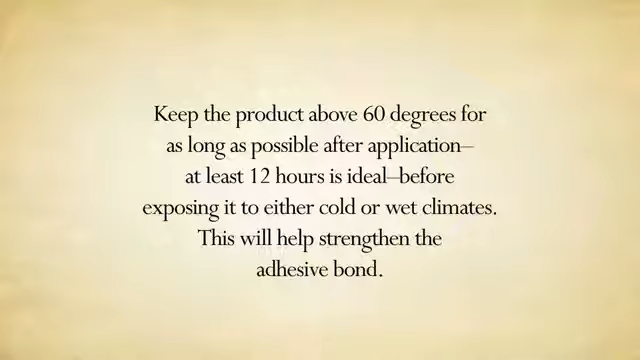 Keep the product above 60 degrees for
as long as possible after application—
at least 12 hours is ideal—before
exposing it to either cold or wet climates.
This will help strengthen the
adhesive bond.